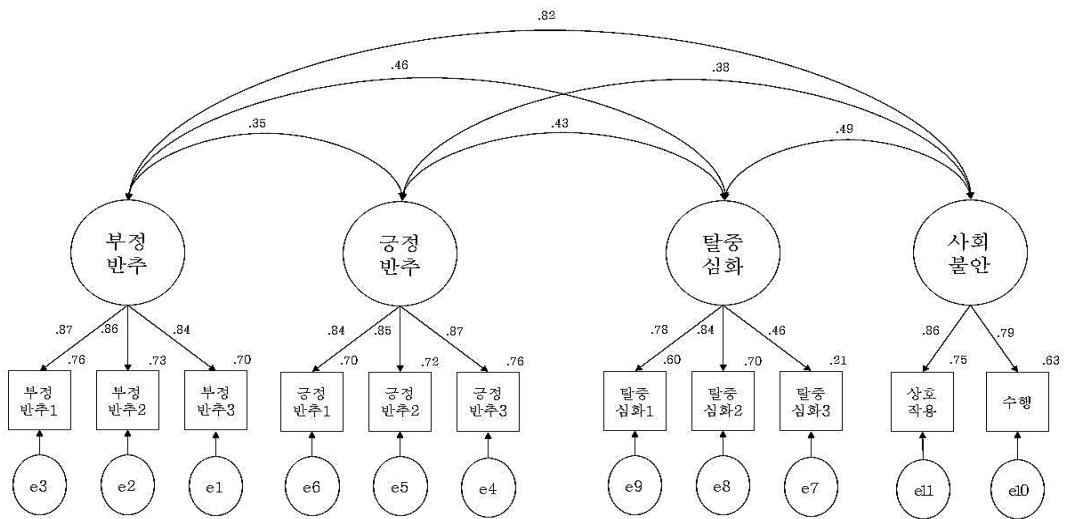 .82
.46
.38
.35
.43
.49
부정
반추
긍정
반추
탈중
심화
사회
불안
.87
.86
.84
.84
.85
.87
.78
.84
.46
.86
.79
.76
.73
.70
.70
.72
.76
.60
.70
.21
.75
.63
부정
반추1
부정
반추2
부정
반추3
긍정
반추1
긍정
반추2
긍정
반추3
탈중
심화1
탈중
심화2
탈중
심화3
상호
작용
수행
e3
e2
e1
e6
e5
e4
e9
e8
e7
e11
e10